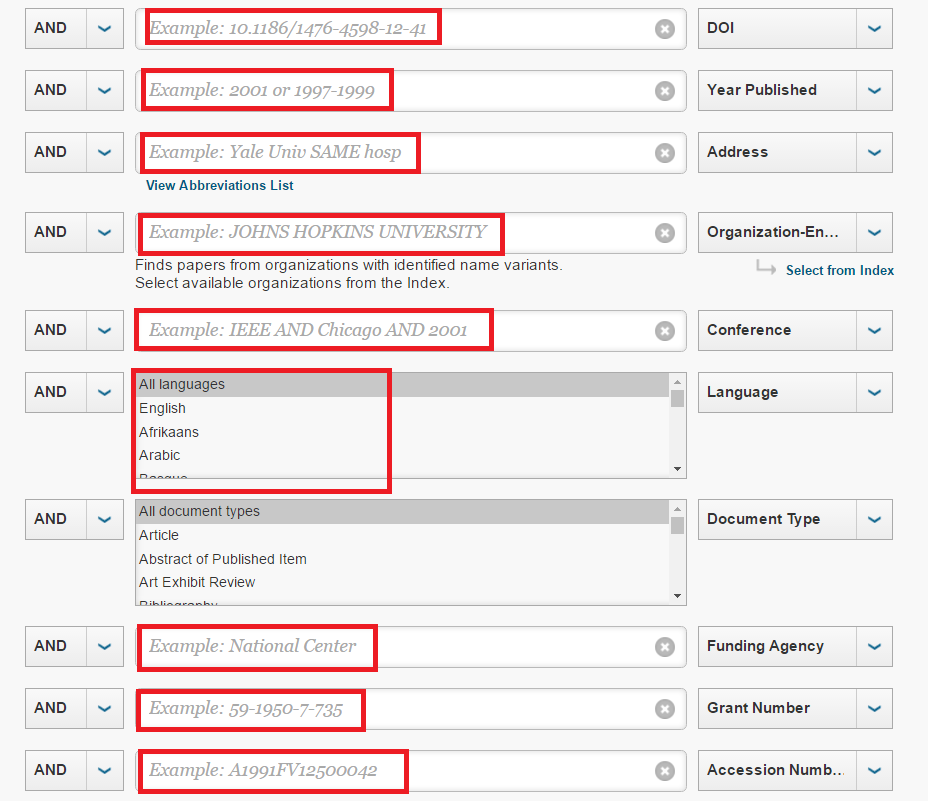 AND Example: 10.1186/1476-4598-12-41 DOI
AND Example: 2001 or 1997-1999 Year Published
AND Example: Yale Univ SAME hosp Address
View Abbreviations List
AND Example: JOHNS HOPKINS UNIVERSITY Organization-En...
Finds papers from organizations with identified name variants.
Select from Index
Select available organizations from the Index.
AND Example: IEEE AND Chicago AND 2001 Conference
AND All languages Language
English
Afrikaans
Arabic
Basque
AND All document types Document Type
Article
Abstract of Published Item
Art Exhibit Review
Bibliography
AND Example: National Center Funding Agency
AND Example: 59-1950-7-735 Grant Number
AND Example: A1991FV12500042 Accession Numb...